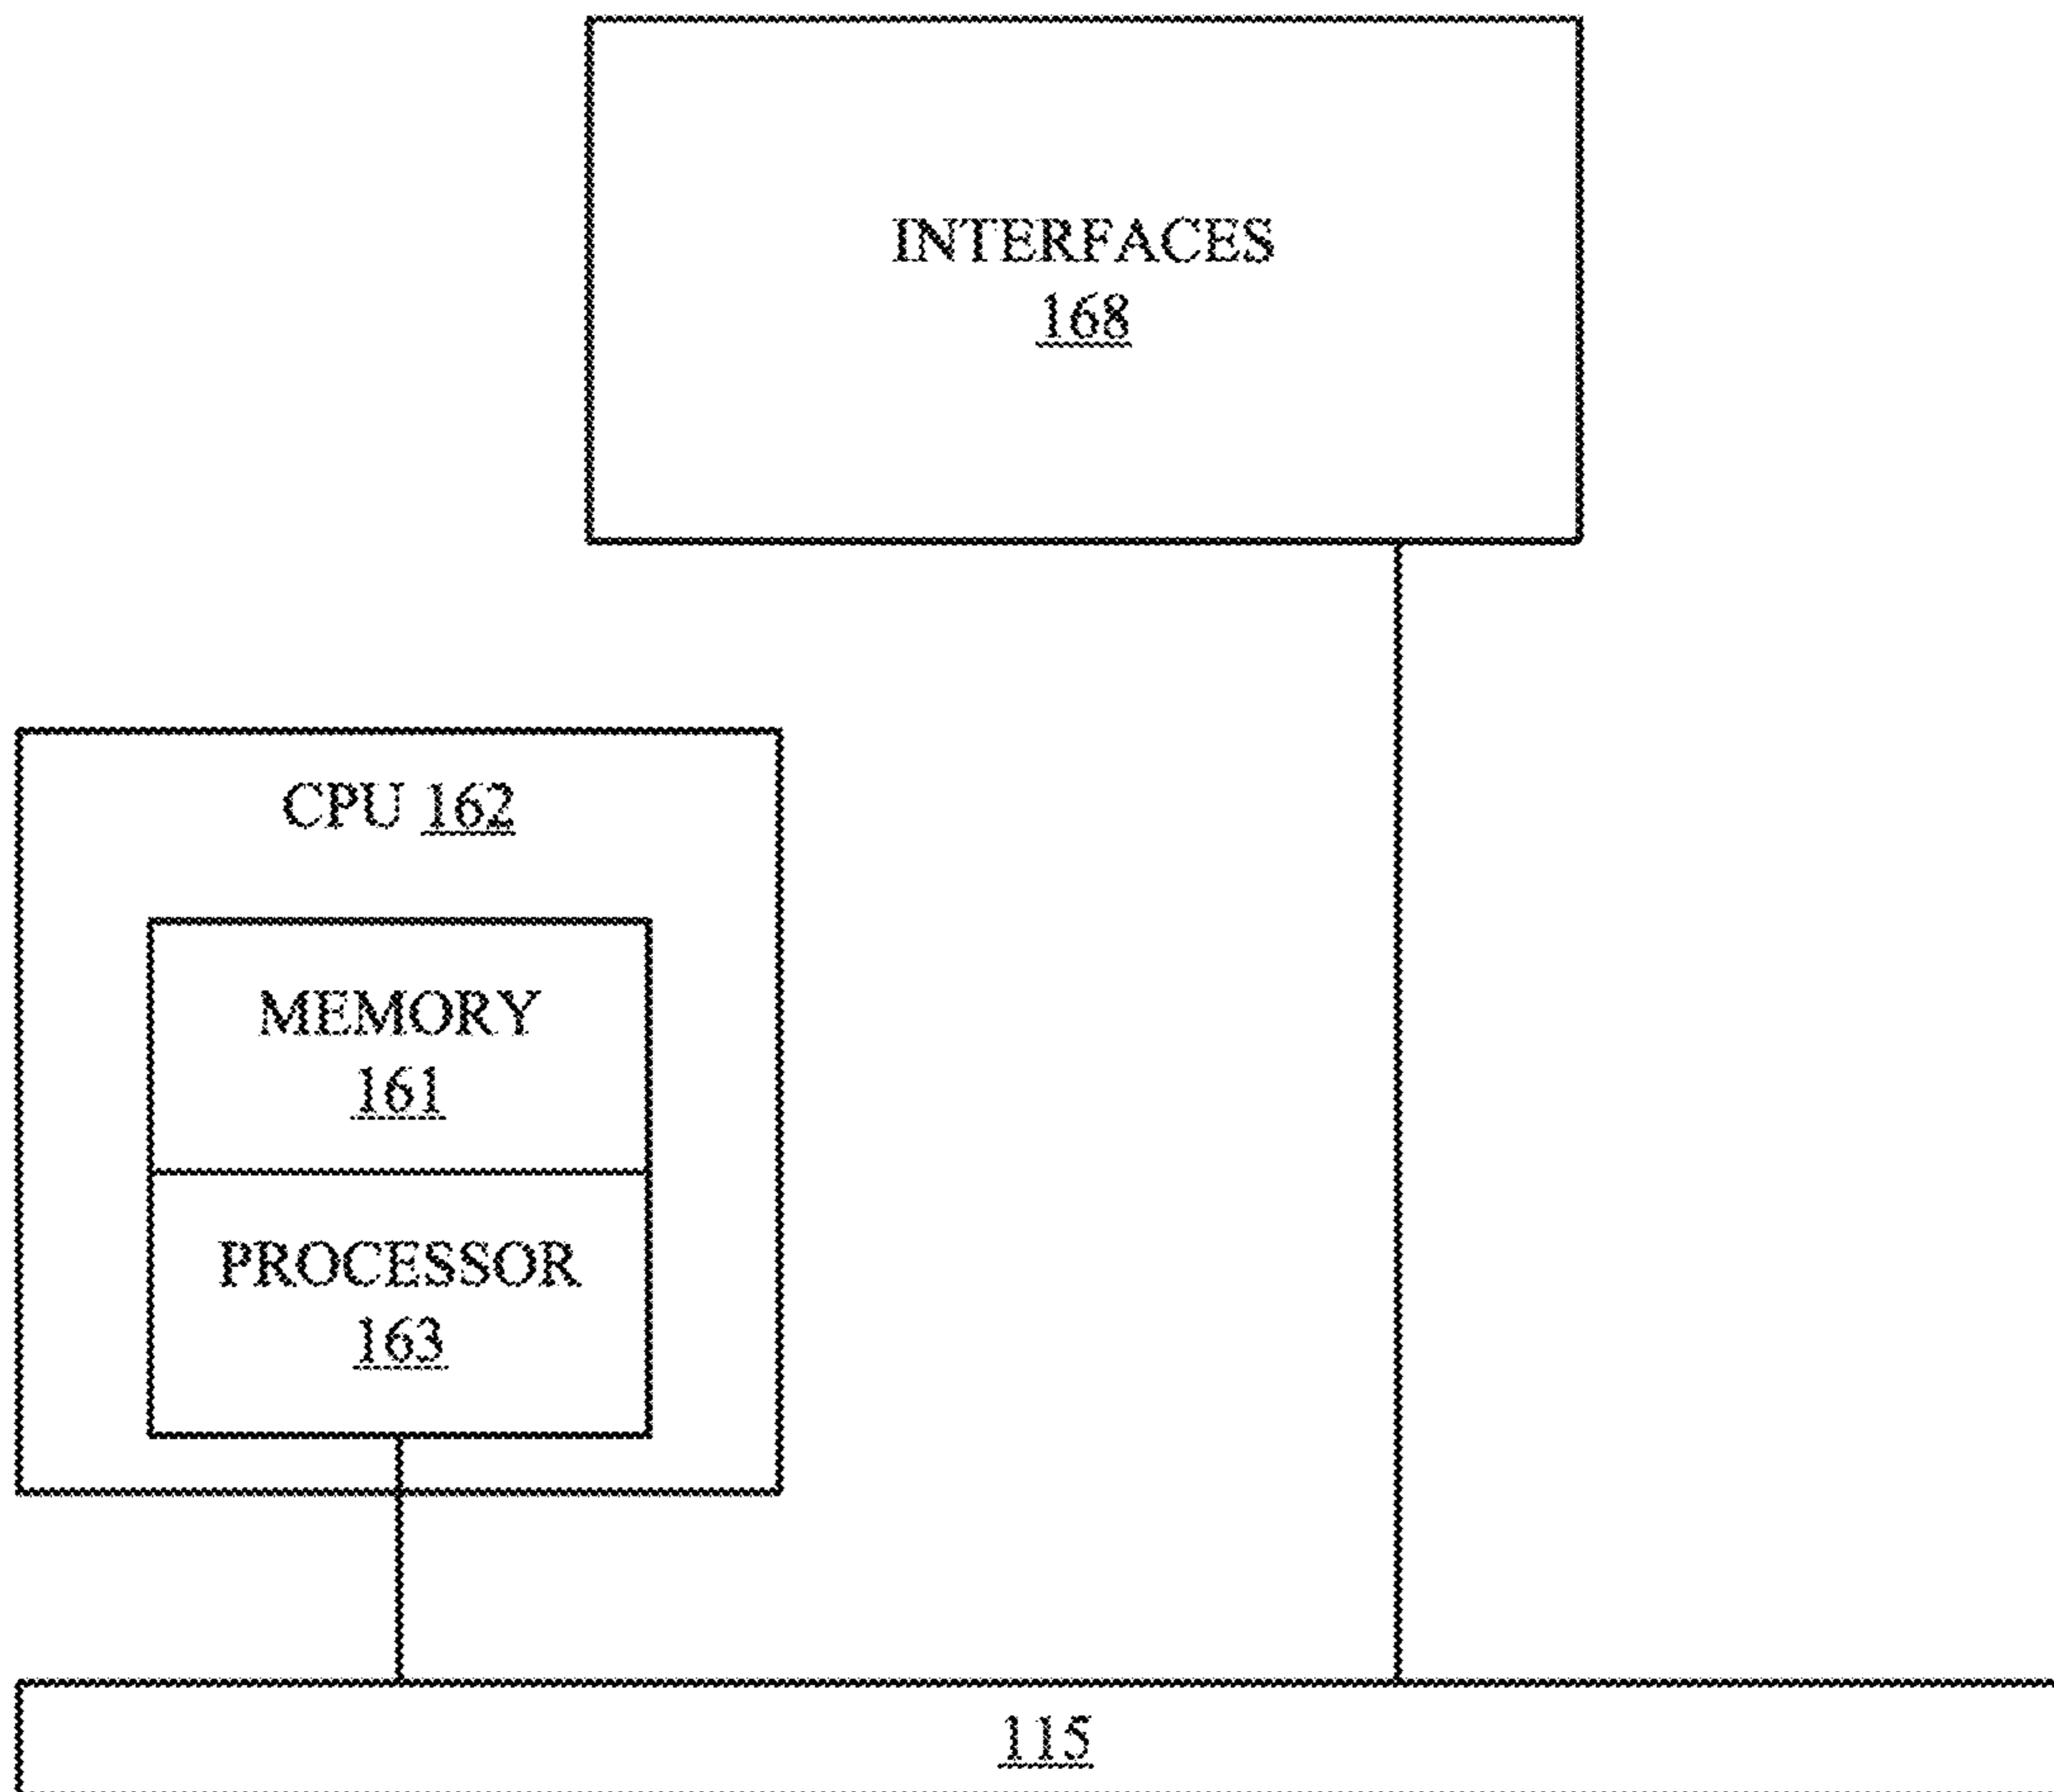 INTERFACES
168
CPU 162
MEMORY
161
PROCESSOR
163
115